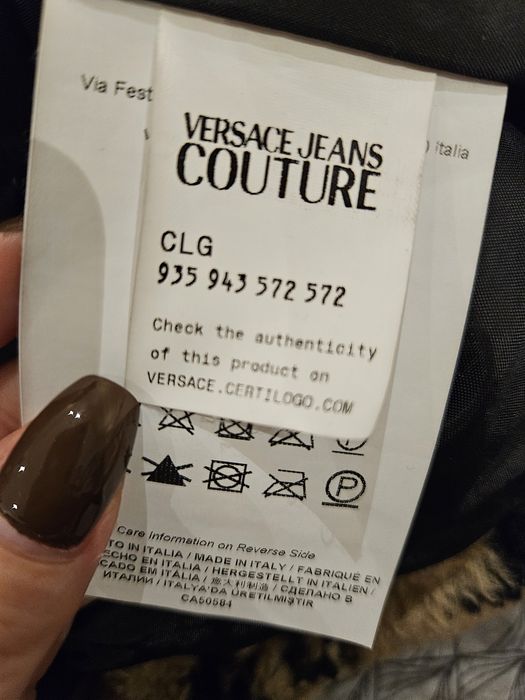 Via Fest
italia
VERSACE JEANS
COUTURE
CLG
935 943 572 572
Check the authenticity
of this product on
VERSACE.CERTILOGO.COM
P
Care Information on Reverse Side
TO IN ITALIA / MADE IN ITALY / FABRIQUÉ EN
ECHO EN ITALIA / HERGESTELLT IN ITALIEN /
CADO EM ITÁLIA / 意大利制造 / СДЕЛАНО В
ИТАЛИИ / ITALYA'DA ÜRETILMIŞTIR
CA50584